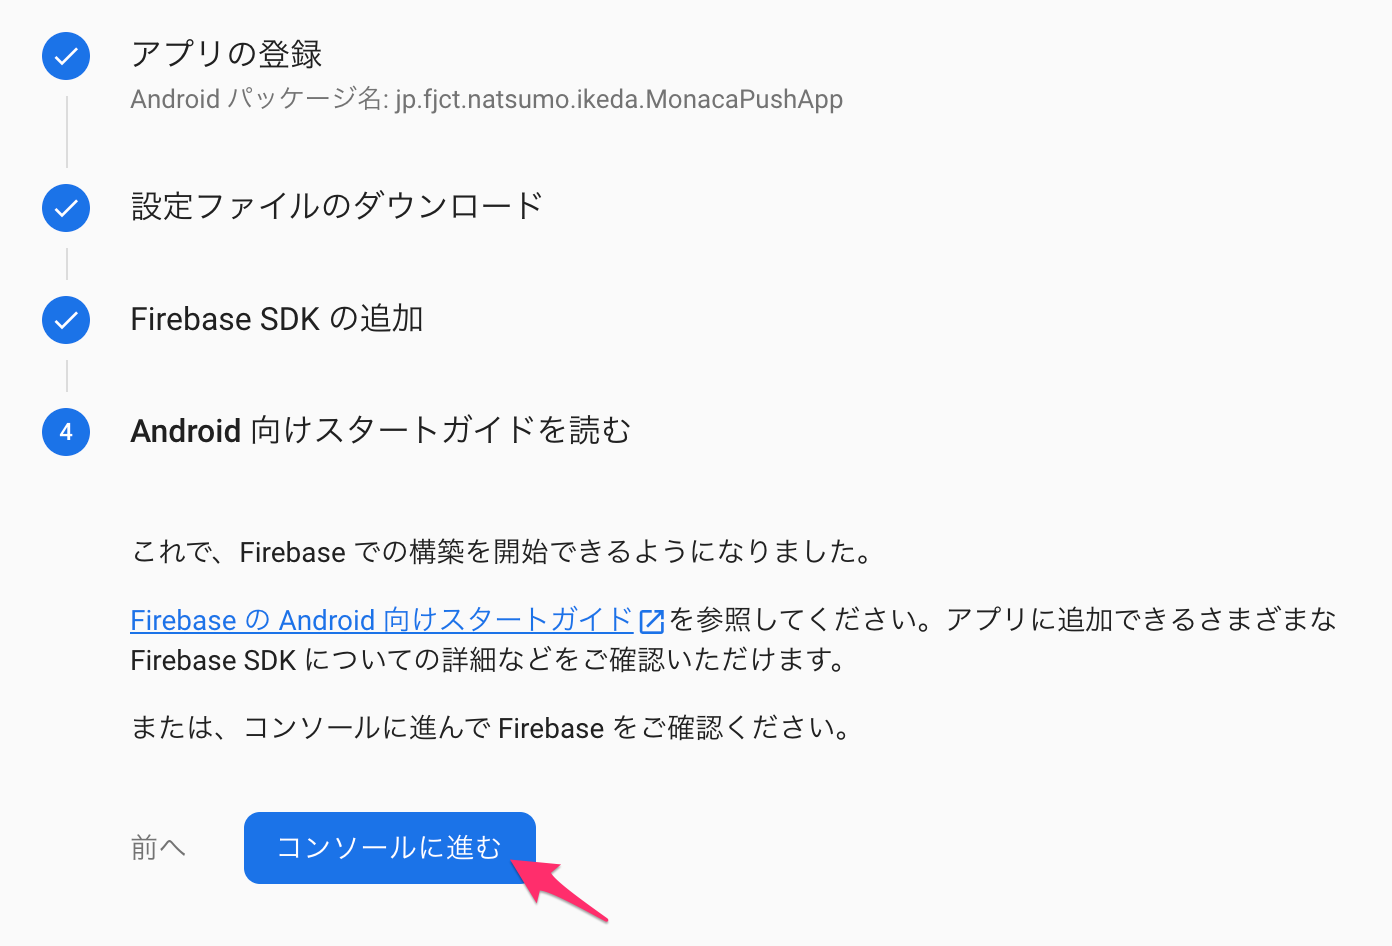 アプリの登録
Android パッケージ名: jp.fjct.natsumo.ikeda.MonacaPushApp
設定ファイルのダウンロード
Firebase SDK の追加
4
Android 向けスタートガイドを読む
これで、Firebase での構築を開始できるようになりました。
Firebase の Android 向けスタートガイドを参照してください。アプリに追加できるさまざまな
Firebase SDK についての詳細などをご確認いただけます。
または、コンソールに進んで Firebase をご確認ください。
前へ
コンソールに進む